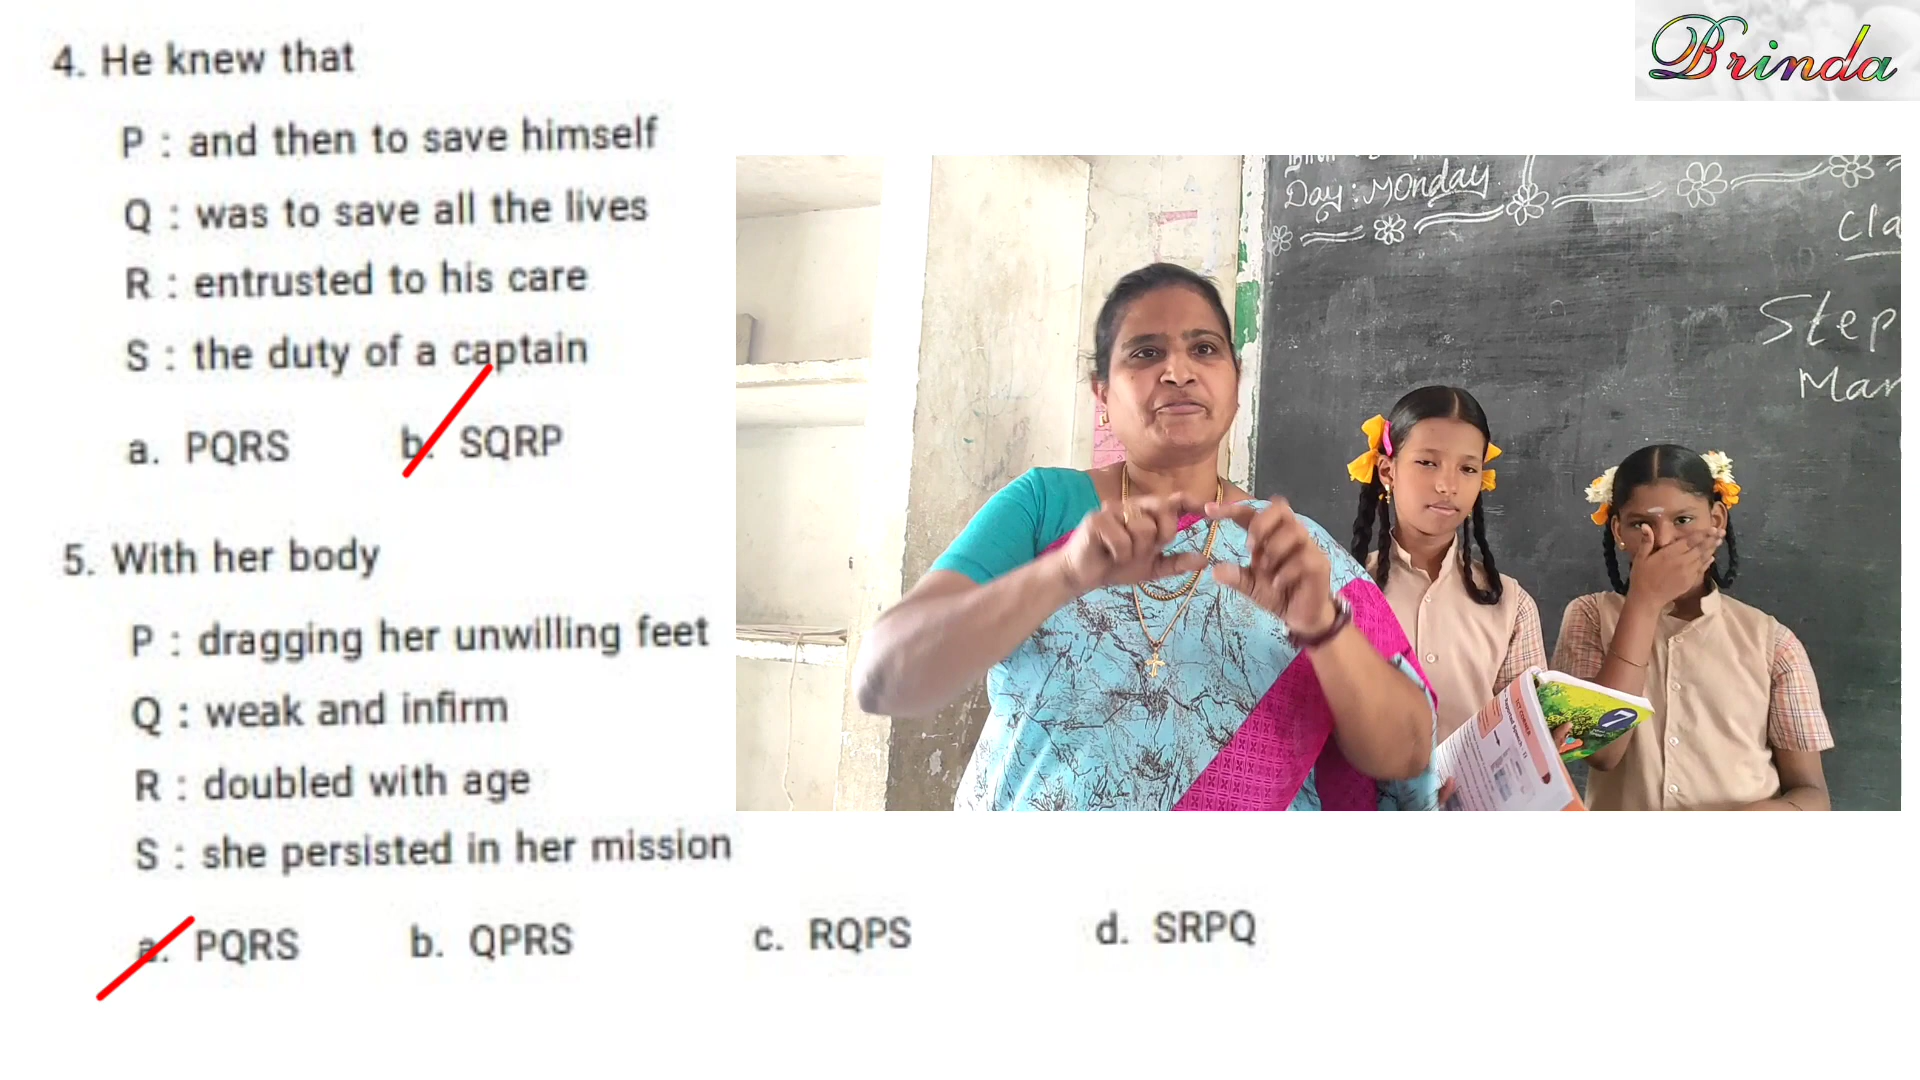 Brinda
4. He knew that
P : and then to save himself
Q : was to save all the lives
R : entrusted to his care
S : the duty of a captain
a. PQRS b. SQRP
5. With her body
P : dragging her unwilling feet
Q : weak and infirm
R : doubled with age
S : she persisted in her mission
a. PQRS b. QPRS c. RQPS d. SRPQ
Day : Monday
Cla
Step
Mar
7